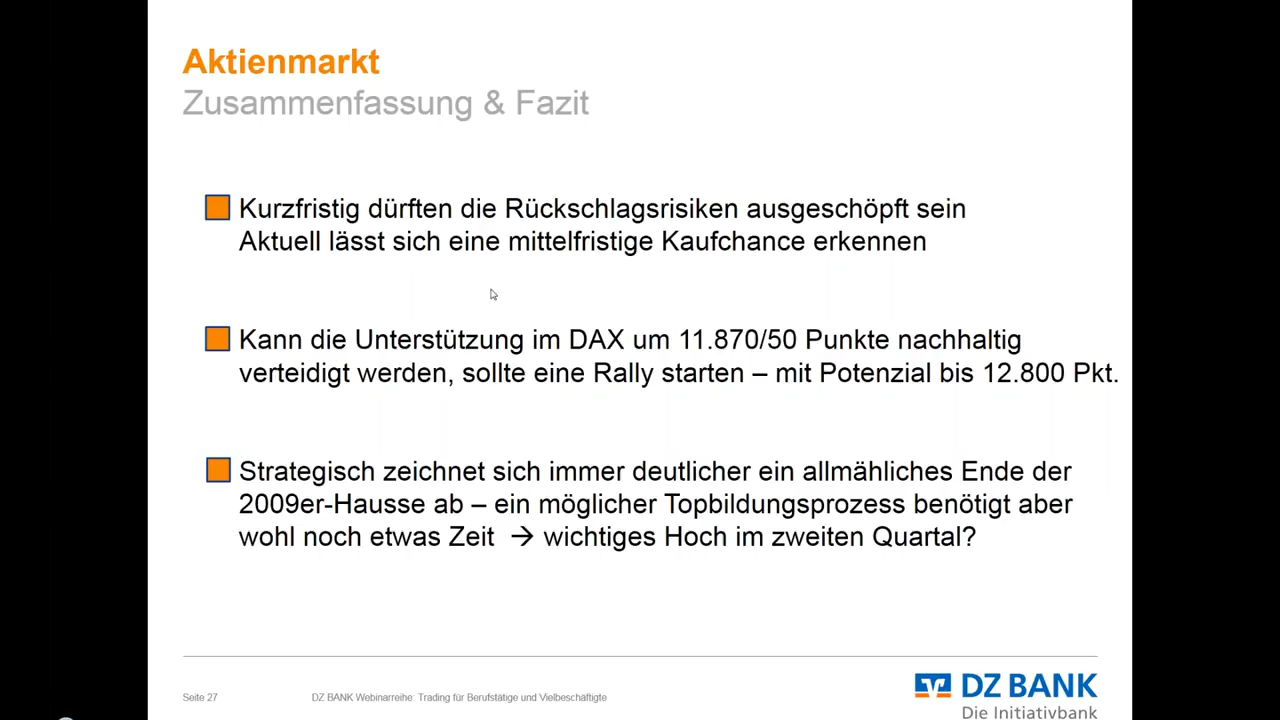 Aktienmarkt
Zusammenfassung & Fazit
Kurzfristig dürften die Rückschlagsrisiken ausgeschöpft sein
Aktuell lässt sich eine mittelfristige Kaufchance erkennen
Kann die Unterstützung im DAX um 11.870/50 Punkte nachhaltig
verteidigt werden, sollte eine Rally starten – mit Potenzial bis 12.800 Pkt.
Strategisch zeichnet sich immer deutlicher ein allmähliches Ende der
2009er-Hausse ab – ein möglicher Topbildungsprozess benötigt aber
wohl noch etwas Zeit → wichtiges Hoch im zweiten Quartal?
Seite 27
DZ BANK Webinarreihe: Trading für Berufstätige und Vielbeschäftigte
DZ BANK
Die Initiativbank